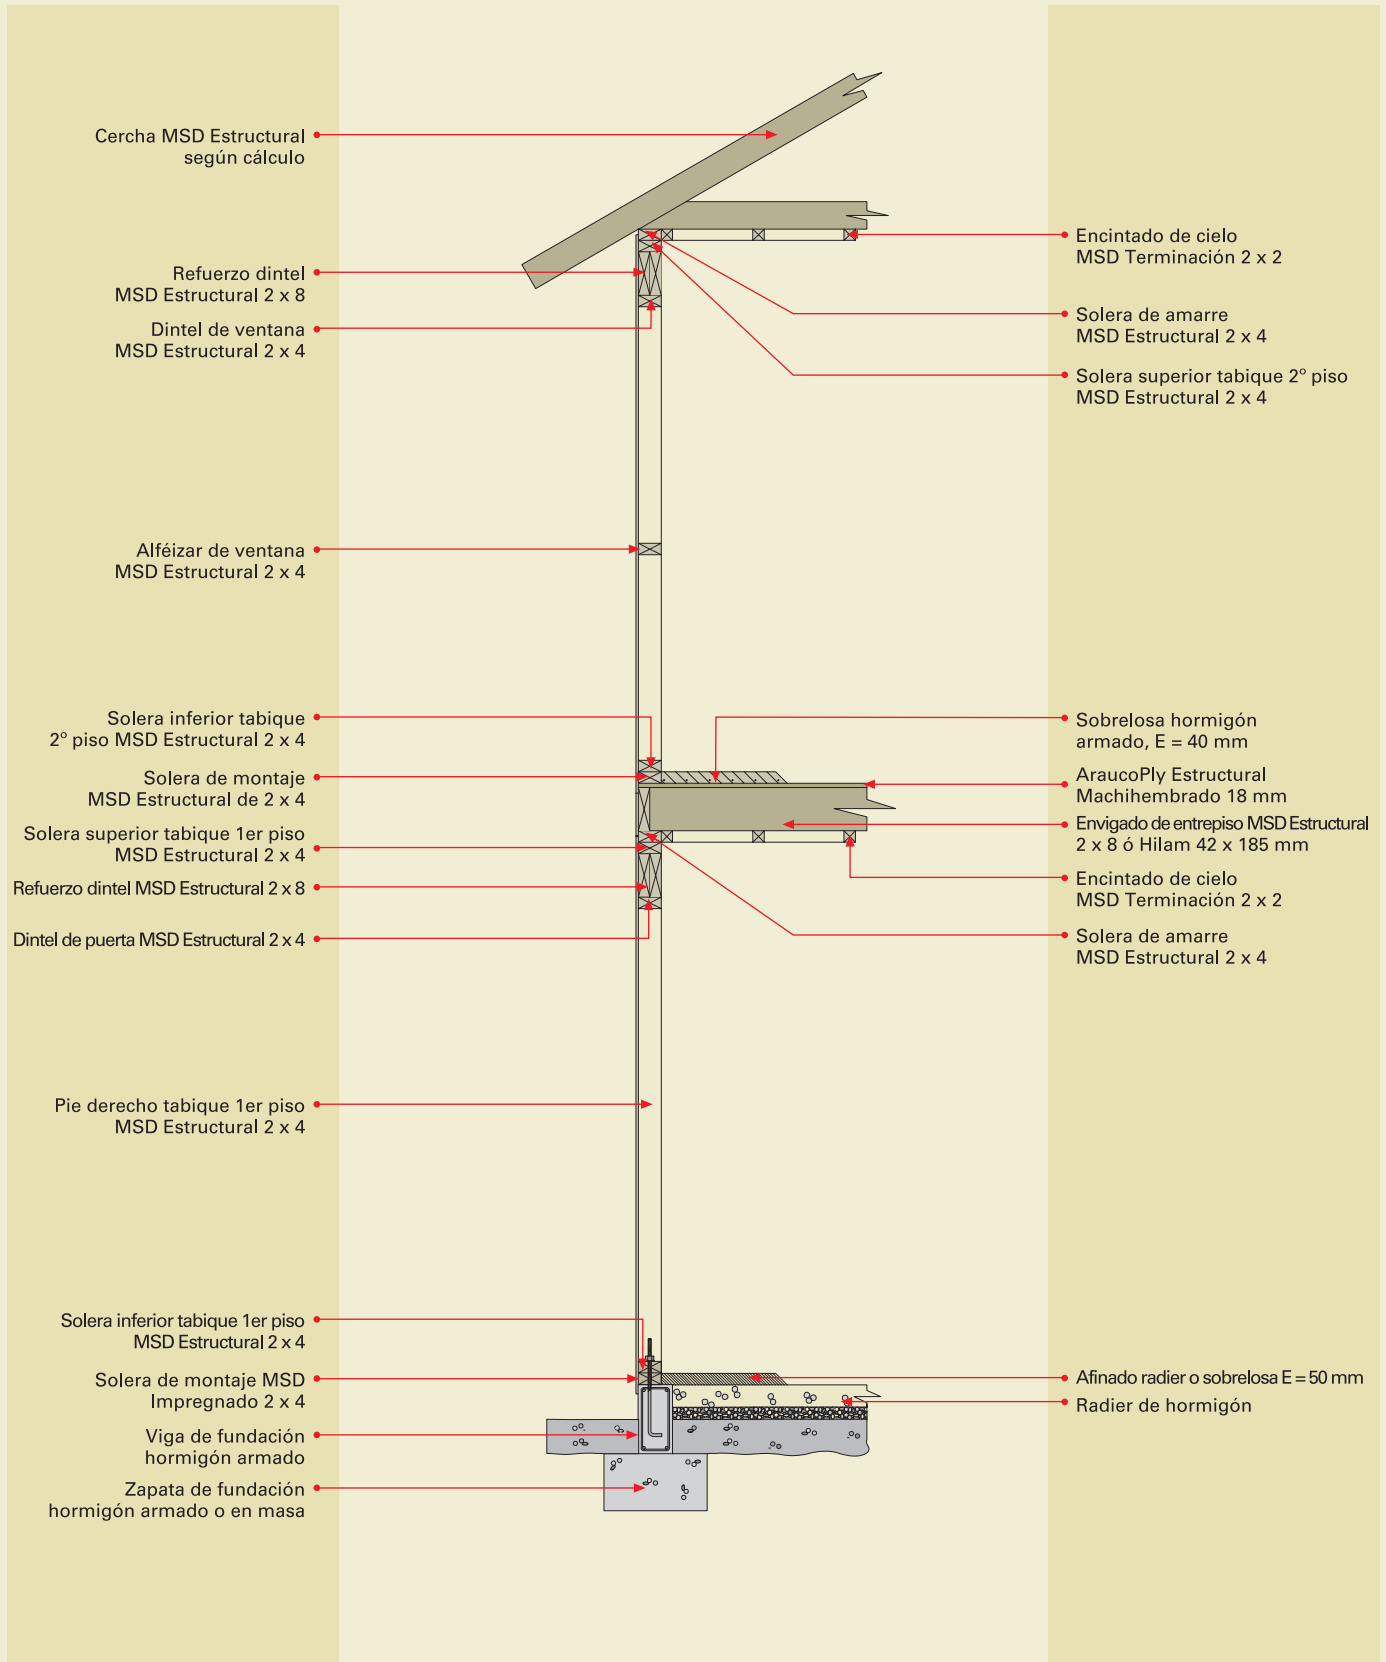 Cercha MSD Estructural
según cálculo
Refuerzo dintel
MSD Estructural 2 x 8
Dintel de ventana
MSD Estructural 2 x 4
Alféizar de ventana
MSD Estructural 2 x 4
Solera inferior tabique
2º piso MSD Estructural 2 x 4
Solera de montaje
MSD Estructural de 2 x 4
Solera superior tabique 1er piso
MSD Estructural 2 x 4
Refuerzo dintel MSD Estructural 2 x 8
Dintel de puerta MSD Estructural 2 x 4
Pie derecho tabique 1er piso
MSD Estructural 2 x 4
Solera inferior tabique 1er piso
MSD Estructural 2 x 4
Solera de montaje MSD
Impregnado 2 x 4
Viga de fundación
hormigón armado
Zapata de fundación
hormigón armado o en masa
Encintado de cielo
MSD Terminación 2 x 2
Solera de amarre
MSD Estructural 2 x 4
Solera superior tabique 2º piso
MSD Estructural 2 x 4
Sobrelosa hormigón
armado, E = 40 mm
AraucoPly Estructural
Machihembrado 18 mm
Envigado de entrepiso MSD Estructural
2 x 8 ó Hilam 42 x 185 mm
Encintado de cielo
MSD Terminación 2 x 2
Solera de amarre
MSD Estructural 2 x 4
Afinado radier o sobrelosa E = 50 mm
Radier de hormigón